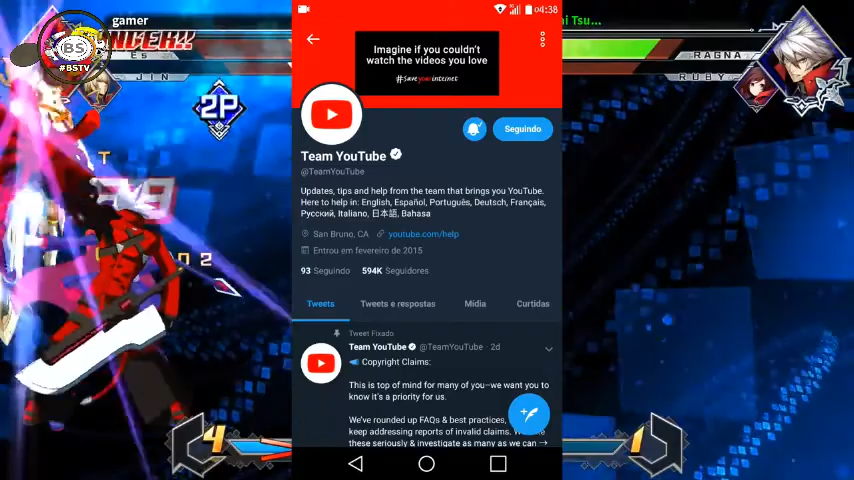 gamer
BS
#BSTV
Es
JIN
2P
4
04:38
Imagine if you couldn't
watch the videos you love
#saveyourinternet
Seguindo
Team YouTube
@TeamYouTube
Updates, tips and help from the team that brings you YouTube.
Here to help in: English, Español, Português, Deutsch, Français,
Русский, Italiano, 日本語, Bahasa
San Bruno, CA youtube.com/help
Entrou em fevereiro de 2015
93 Seguindo 594K Seguidores
Tweets Tweets e respostas Mídia Curtidas
Tweet Fixado
Team YouTube @TeamYouTube · 2d
Copyright Claims:
This is top of mind for many of you—we want you to
know it's a priority for us.
We've rounded up FAQs & best practices,
keep addressing reports of invalid claims. W
these seriously & investigate as many as we can →
Tsu...
RAGNA
RUBY
1